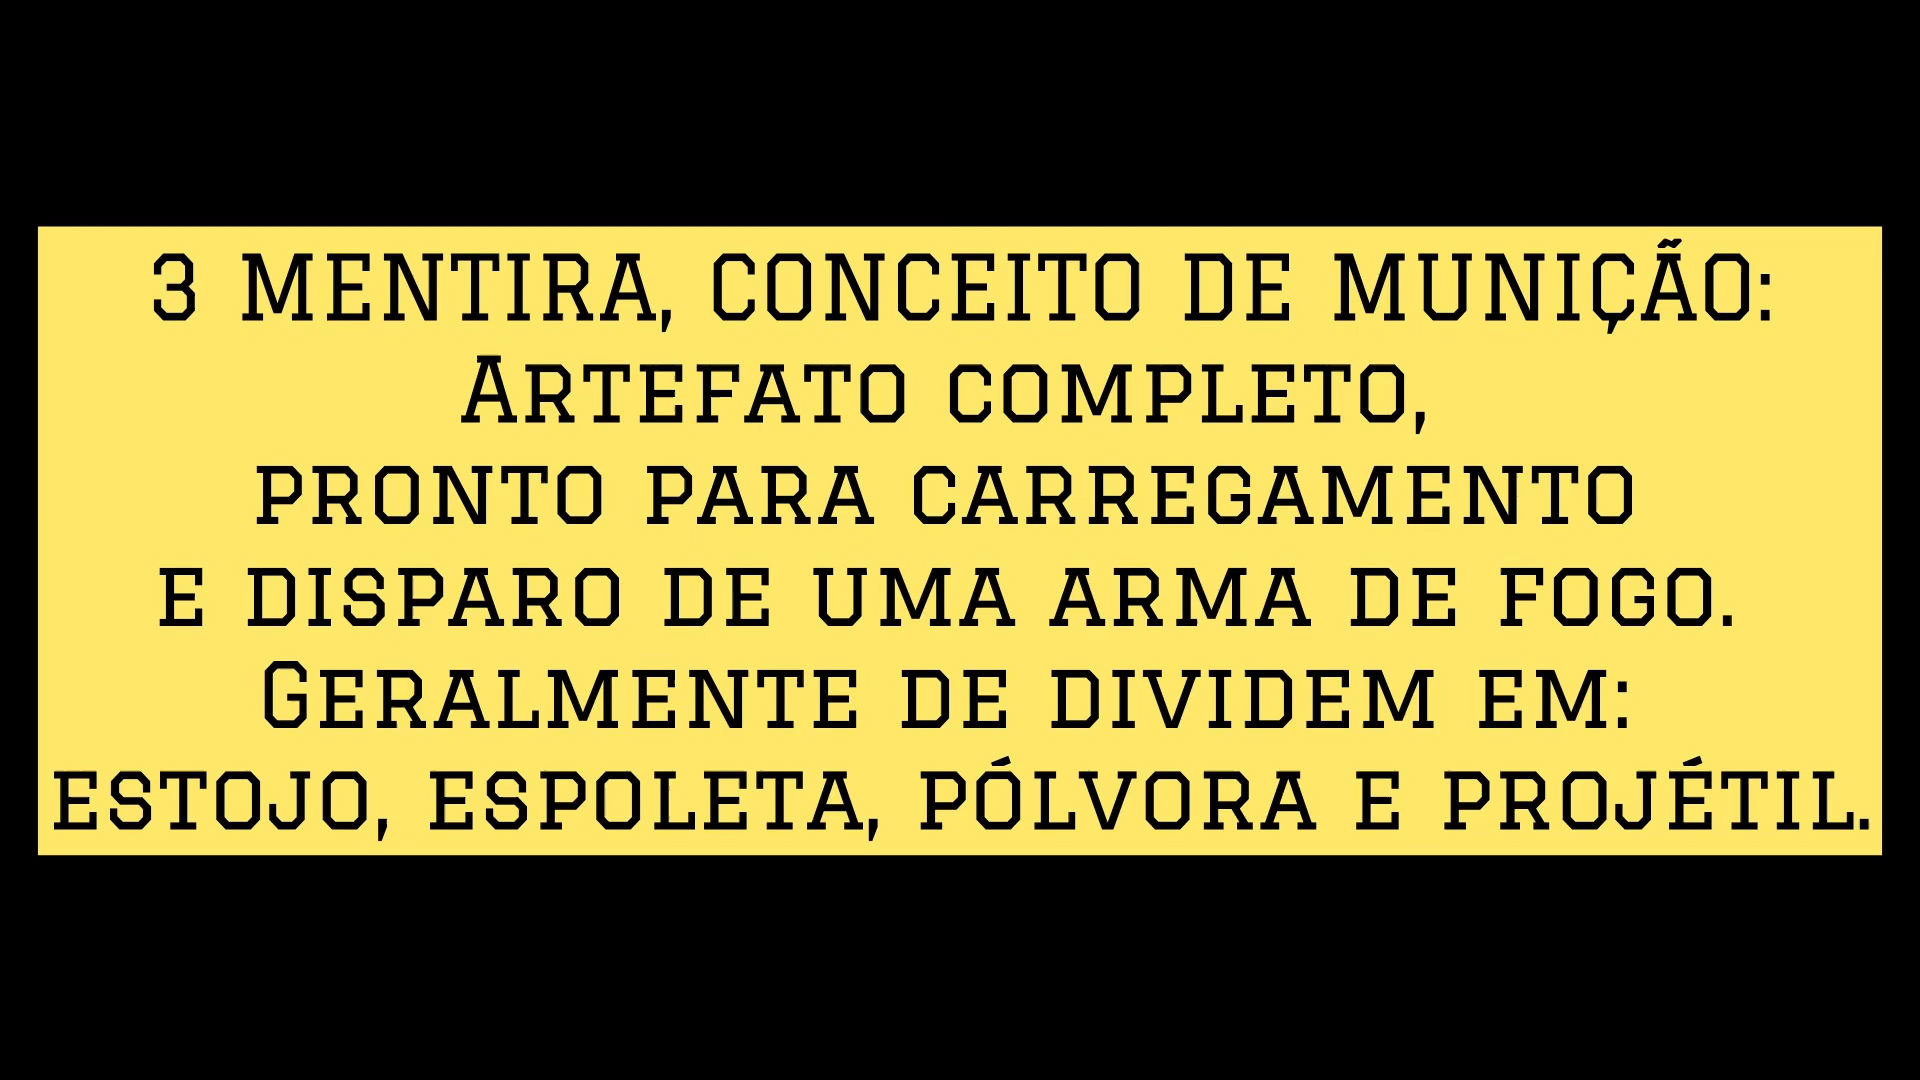 3 MENTIRA, CONCEITO DE MUNIÇÃO:
ARTEFATO COMPLETO,
PRONTO PARA CARREGAMENTO
E DISPARO DE UMA ARMA DE FOGO.
GERALMENTE DE DIVIDEM EM:
ESTOJO, ESPOLETA, PÓLVORA E PROJÉTIL.